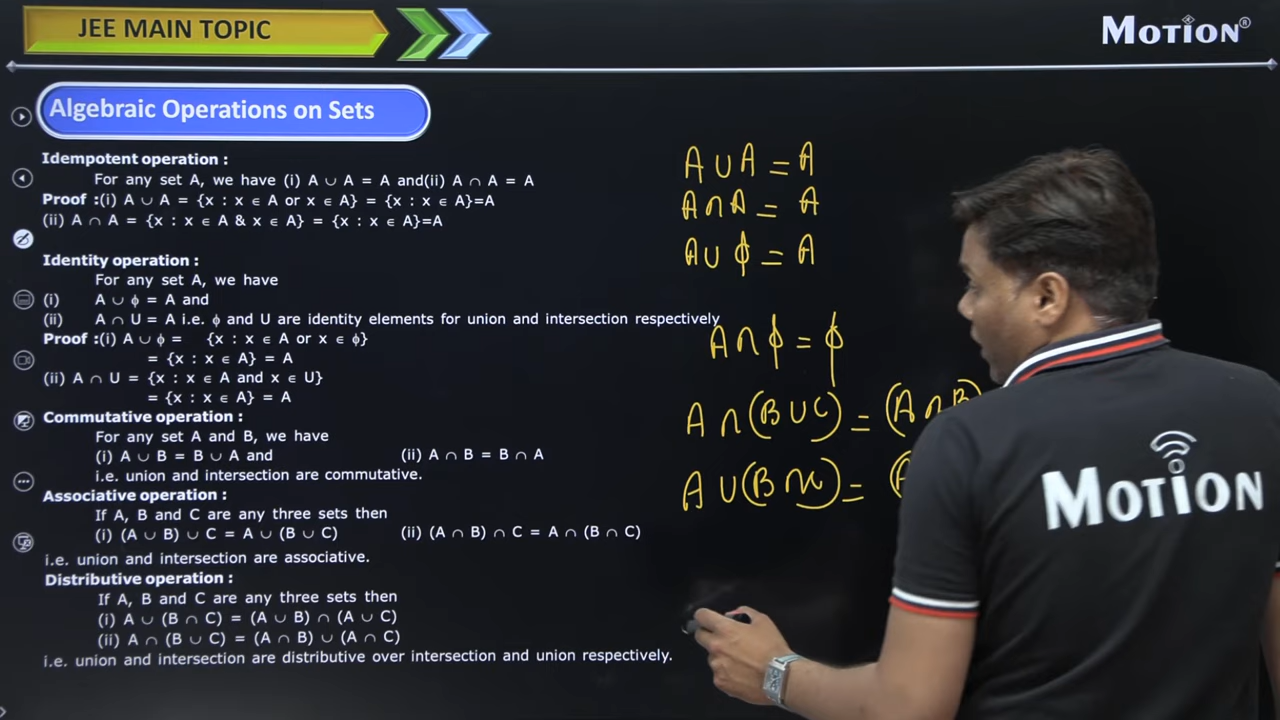 JEE MAIN TOPIC
MOTION®
Algebraic Operations on Sets
Idempotent operation :
For any set A, we have (i) A ∪ A = A and(ii) A ∩ A = A
Proof :(i) A ∪ A = {x : x ∈ A or x ∈ A} = {x : x ∈ A}=A
(ii) A ∩ A = {x : x ∈ A & x ∈ A} = {x : x ∈ A}=A
Identity operation :
For any set A, we have
(i) A ∪ ϕ = A and
(ii) A ∩ U = A i.e. ϕ and U are identity elements for union and intersection respectively
Proof :(i) A ∪ ϕ = {x : x ∈ A or x ∈ ϕ}
= {x : x ∈ A} = A
(ii) A ∩ U = {x : x ∈ A and x ∈ U}
= {x : x ∈ A} = A
Commutative operation :
For any set A and B, we have
(i) A ∪ B = B ∪ A and (ii) A ∩ B = B ∩ A
i.e. union and intersection are commutative.
Associative operation :
If A, B and C are any three sets then
(i) (A ∪ B) ∪ C = A ∪ (B ∪ C) (ii) (A ∩ B) ∩ C = A ∩ (B ∩ C)
i.e. union and intersection are associative.
Distributive operation :
If A, B and C are any three sets then
(i) A ∪ (B ∩ C) = (A ∪ B) ∩ (A ∪ C)
(ii) A ∩ (B ∪ C) = (A ∩ B) ∪ (A ∩ C)
i.e. union and intersection are distributive over intersection and union respectively.
A ∪ A = A
A ∩ A = A
A ∪ ϕ = A
A ∩ ϕ = ϕ
A ∩ (B ∪ C) = (A ∩ B)
A ∪ (B ∩ C) = (A
MOTION